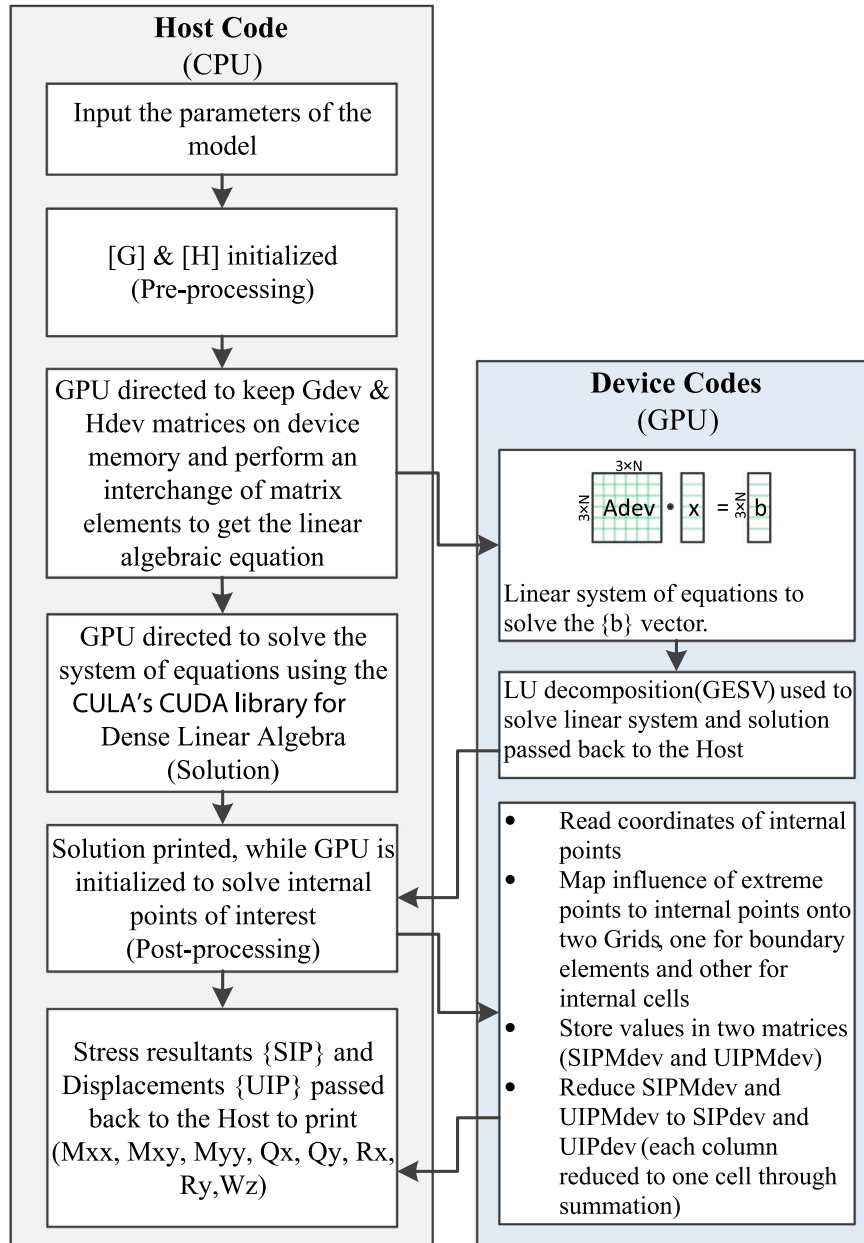 Host Code
(CPU)
Input the parameters of the
model
[G] & [H] initialized
(Pre-processing)
GPU directed to keep Gdev &
Hdev matrices on device
memory and perform an
interchange of matrix
elements to get the linear
algebraic equation
GPU directed to solve the
system of equations using the
CULA's CUDA library for
Dense Linear Algebra
(Solution)
Solution printed, while GPU is
initialized to solve internal
points of interest
(Post-processing)
Stress resultants {SIP} and
Displacements {UIP} passed
back to the Host to print
(Mxx, Mxy, Myy, Qx, Qy, Rx,
Ry,Wz)
Device Codes
(GPU)
3×N
3×N Adev • x = 3×N b
Linear system of equations to
solve the {b} vector.
LU decomposition(GESV) used to
solve linear system and solution
passed back to the Host
• Read coordinates of internal
points
• Map influence of extreme
points to internal points onto
two Grids, one for boundary
elements and other for
internal cells
• Store values in two matrices
(SIPMdev and UIPMdev)
• Reduce SIPMdev and
UIPMdev to SIPdev and
UIPdev (each column
reduced to one cell through
summation)